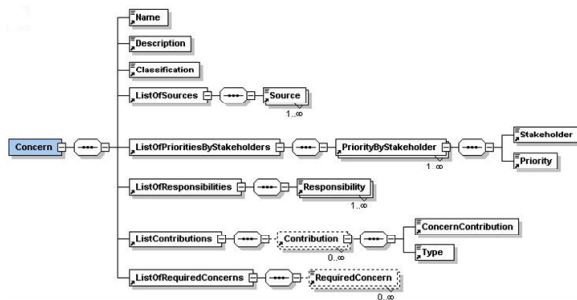 Name
Description
Classification
ListOfSources
Source
1..∞
Concern
ListOfPrioritiesByStakeholders
PriorityByStakeholder
1..∞
Stakeholder
Priority
ListOfResponsibilities
Responsibility
1..∞
ListContributions
Contribution
0..∞
ConcernContribution
Type
ListOfRequiredConcerns
RequiredConcern
0..∞